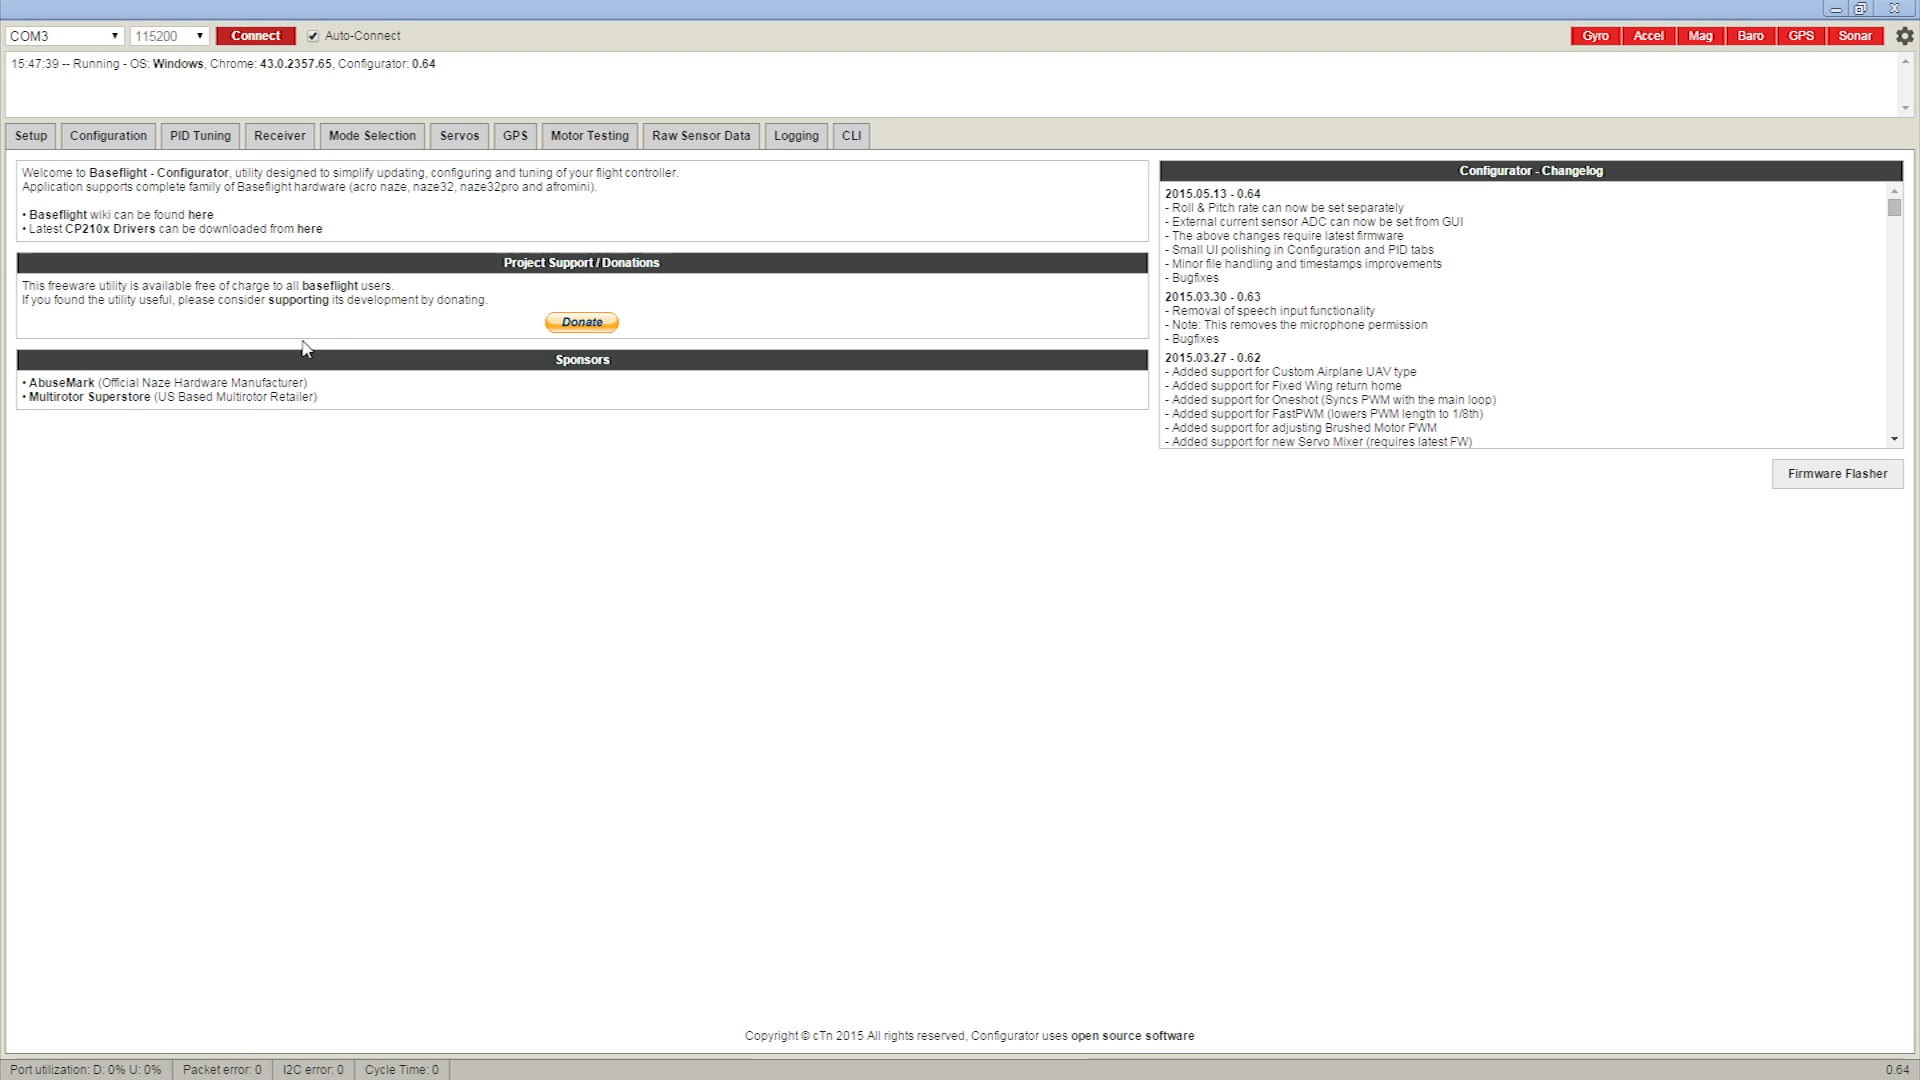 COM3 115200 Connect Auto-Connect Gyro Accel Mag Baro GPS Sonar
15:47:39 -- Running - OS: Windows, Chrome: 43.0.2357.65, Configurator: 0.64
Setup Configuration PID Tuning Receiver Mode Selection Servos GPS Motor Testing Raw Sensor Data Logging CLI
Welcome to Baseflight - Configurator, utility designed to simplify updating, configuring and tuning of your flight controller.
Application supports complete family of Baseflight hardware (acro naze, naze32, naze32pro and afromini).
• Baseflight wiki can be found here
• Latest CP210x Drivers can be downloaded from here
Project Support / Donations
This freeware utility is available free of charge to all baseflight users.
If you found the utility useful, please consider supporting its development by donating.
Donate
Sponsors
• AbuseMark (Official Naze Hardware Manufacturer)
• Multirotor Superstore (US Based Multirotor Retailer)
Configurator - Changelog
2015.05.13 - 0.64
- Roll & Pitch rate can now be set separately
- External current sensor ADC can now be set from GUI
- The above changes require latest firmware
- Small UI polishing in Configuration and PID tabs
- Minor file handling and timestamps improvements
- Bugfixes
2015.03.30 - 0.63
- Removal of speech input functionality
- Note: This removes the microphone permission
- Bugfixes
2015.03.27 - 0.62
- Added support for Custom Airplane UAV type
- Added support for Fixed Wing return home
- Added support for Oneshot (Syncs PWM with the main loop)
- Added support for FastPWM (lowers PWM length to 1/8th)
- Added support for adjusting Brushed Motor PWM
- Added support for new Servo Mixer (requires latest FW)
Firmware Flasher
Copyright © cTn 2015 All rights reserved, Configurator uses open source software
Port utilization: D: 0% U: 0% Packet error: 0 I2C error: 0 Cycle Time: 0 0.64